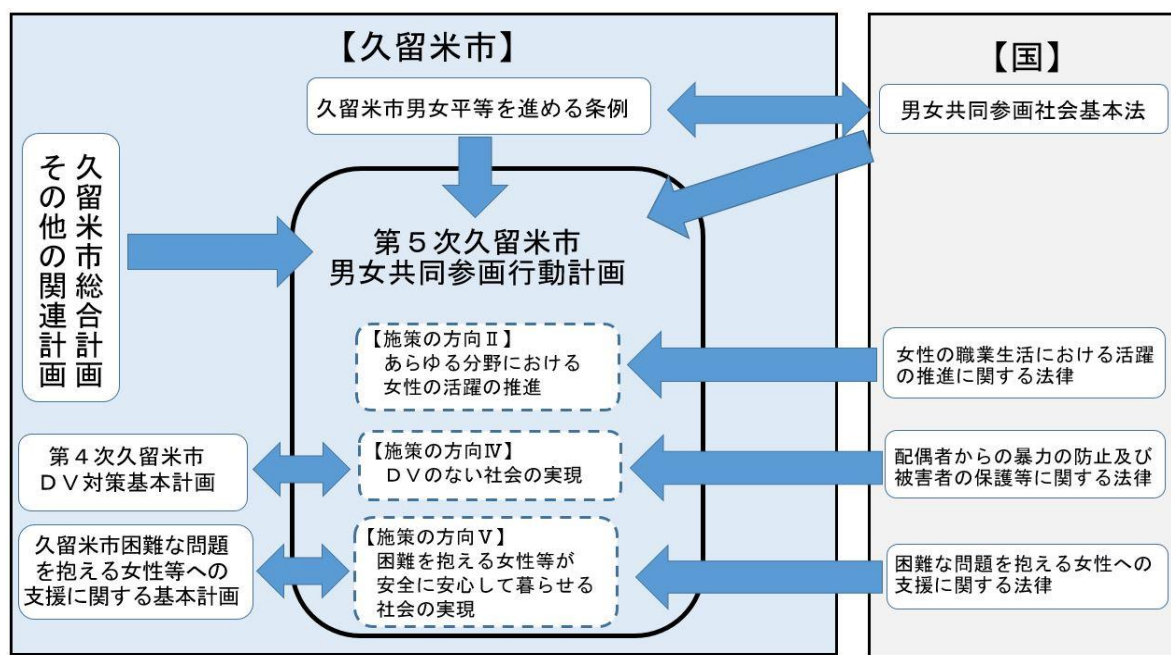 【久留米市】
久留米市男女平等を進める条例
久留米市総合計画
その他の関連計画
第５次久留米市
男女共同参画行動計画
【施策の方向Ⅱ】
あらゆる分野における
女性の活躍の推進
第４次久留米市
ＤＶ対策基本計画
【施策の方向Ⅳ】
ＤＶのない社会の実現
久留米市困難な問題
を抱える女性等への
支援に関する基本計画
【施策の方向Ⅴ】
困難を抱える女性等が
安全に安心して暮らせる
社会の実現
【国】
男女共同参画社会基本法
女性の職業生活における活躍
の推進に関する法律
配偶者からの暴力の防止及び
被害者の保護等に関する法律
困難な問題を抱える女性への
支援に関する法律